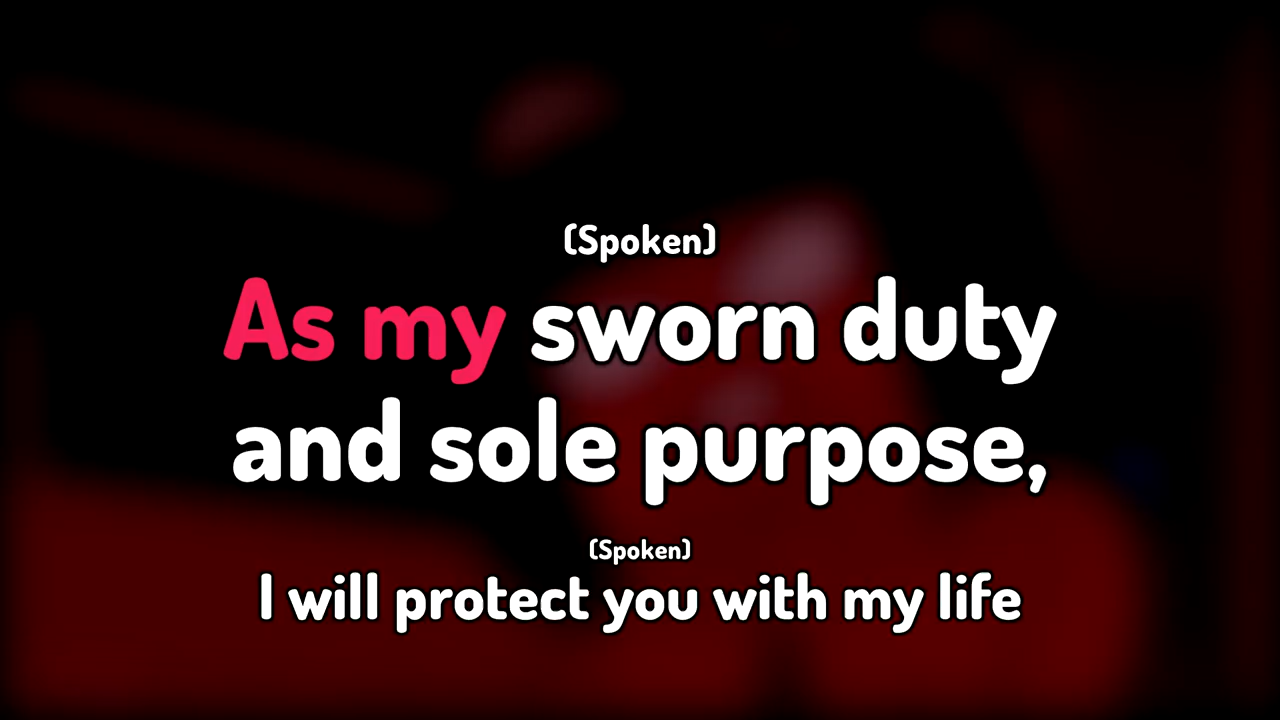 (Spoken)
As my sworn duty
and sole purpose,
(Spoken)
I will protect you with my life